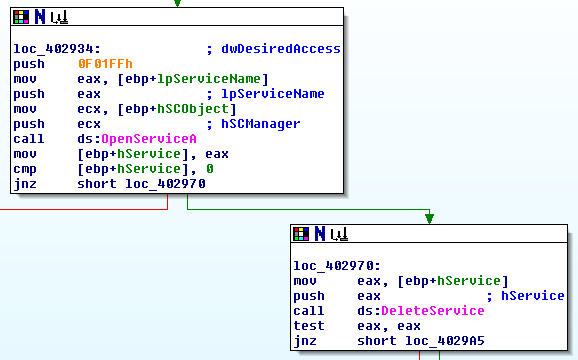 loc_402934: ; dwDesiredAccess
push 0F01FFh
mov eax, [ebp+lpServiceName]
push eax ; lpServiceName
mov ecx, [ebp+hSCObject]
push ecx ; hSCManager
call ds:OpenServiceA
mov [ebp+hService], eax
cmp [ebp+hService], 0
jnz short loc_402970
loc_402970:
mov eax, [ebp+hService]
push eax ; hService
call ds:DeleteService
test eax, eax
jnz short loc_4029A5